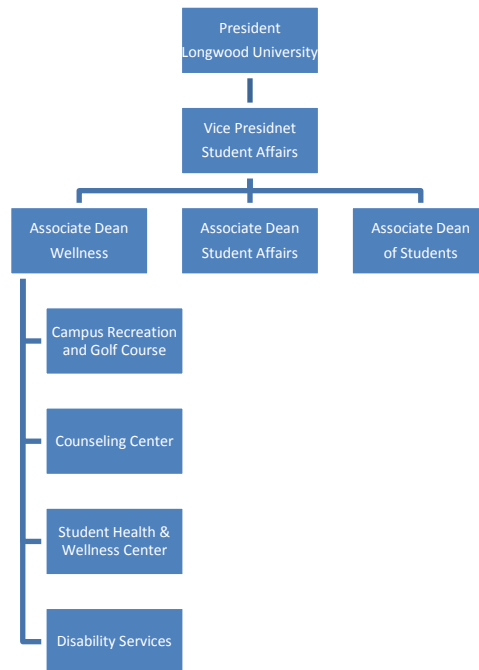 President
Longwood University
Vice Presidnet
Student Affairs
Associate Dean
Wellness
Associate Dean
Student Affairs
Associate Dean
of Students
Campus Recreation
and Golf Course
Counseling Center
Student Health &
Wellness Center
Disability Services